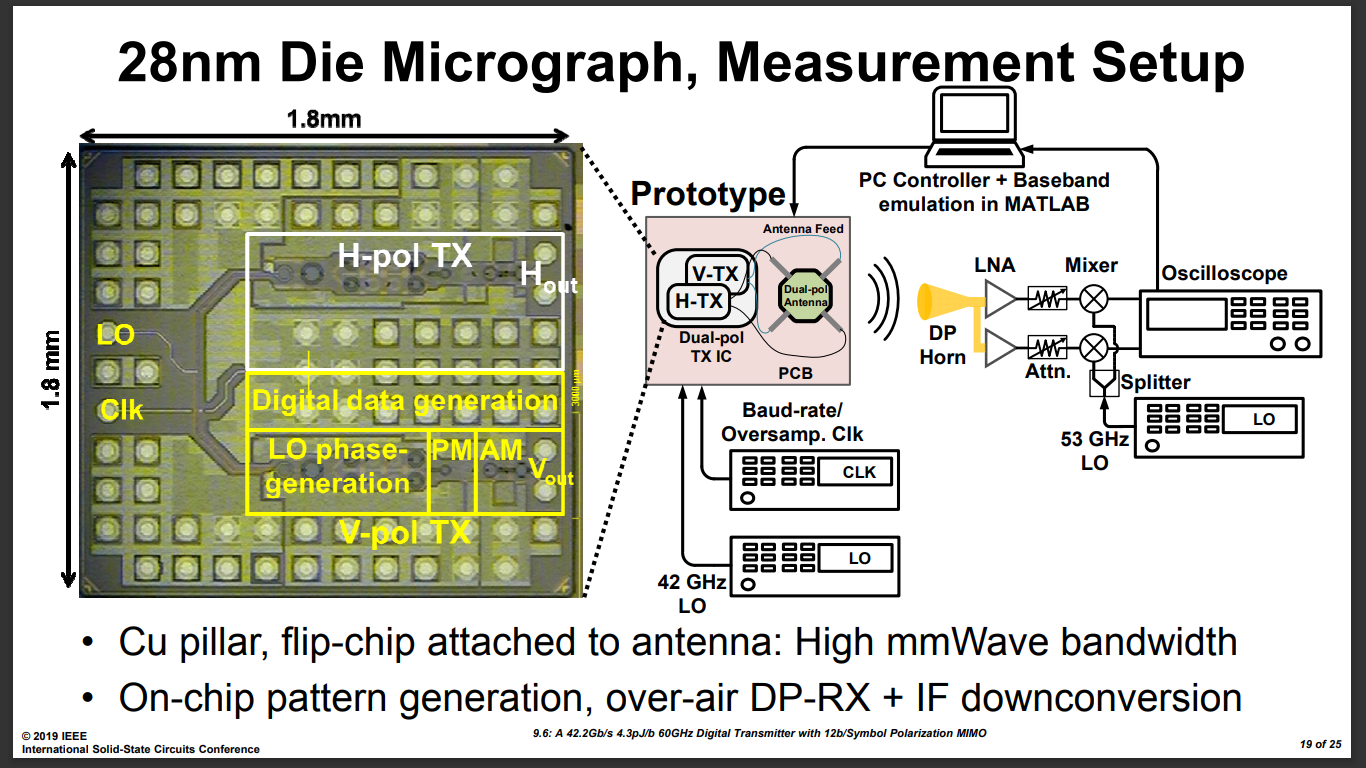 28nm Die Micrograph, Measurement Setup
1.8mm
1.8 mm
H-pol TX
Hout
LO
Clk
Digital data generation
LO phase-
generation
PM
AM
Vout
V-pol TX
3000 µm
Prototype
Antenna Feed
V-TX
H-TX
Dual-pol
Antenna
Dual-pol
TX IC
PCB
PC Controller + Baseband
emulation in MATLAB
LNA
Mixer
Oscilloscope
DP
Horn
Attn.
Splitter
53 GHz
LO
LO
Baud-rate/
Oversamp. Clk
CLK
LO
42 GHz
LO
• Cu pillar, flip-chip attached to antenna: High mmWave bandwidth
• On-chip pattern generation, over-air DP-RX + IF downconversion
© 2019 IEEE
International Solid-State Circuits Conference
9.6: A 42.2Gb/s 4.3pJ/b 60GHz Digital Transmitter with 12b/Symbol Polarization MIMO
19 of 25